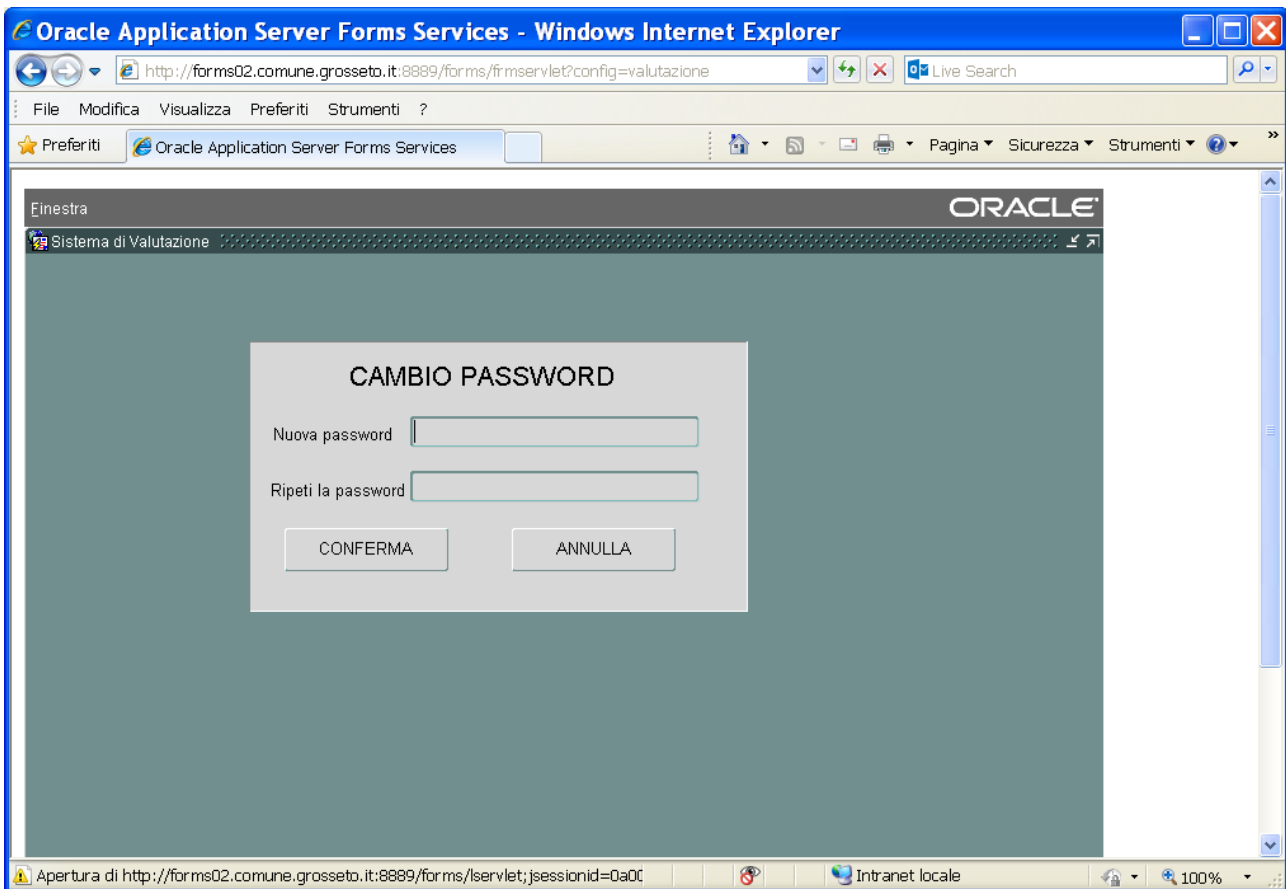 Oracle Application Server Forms Services - Windows Internet Explorer
http://forms02.comune.grosseto.it:8889/forms/frmservlet?config=valutazione Live Search
File Modifica Visualizza Preferiti Strumenti ?
Preferiti Oracle Application Server Forms Services Pagina Sicurezza Strumenti »
Finestra ORACLE
Sistema di Valutazione
CAMBIO PASSWORD
Nuova password
Ripeti la password
CONFERMA ANNULLA
Apertura di http://forms02.comune.grosseto.it:8889/forms/lservlet;jsessionid=0a00 Intranet locale 100%